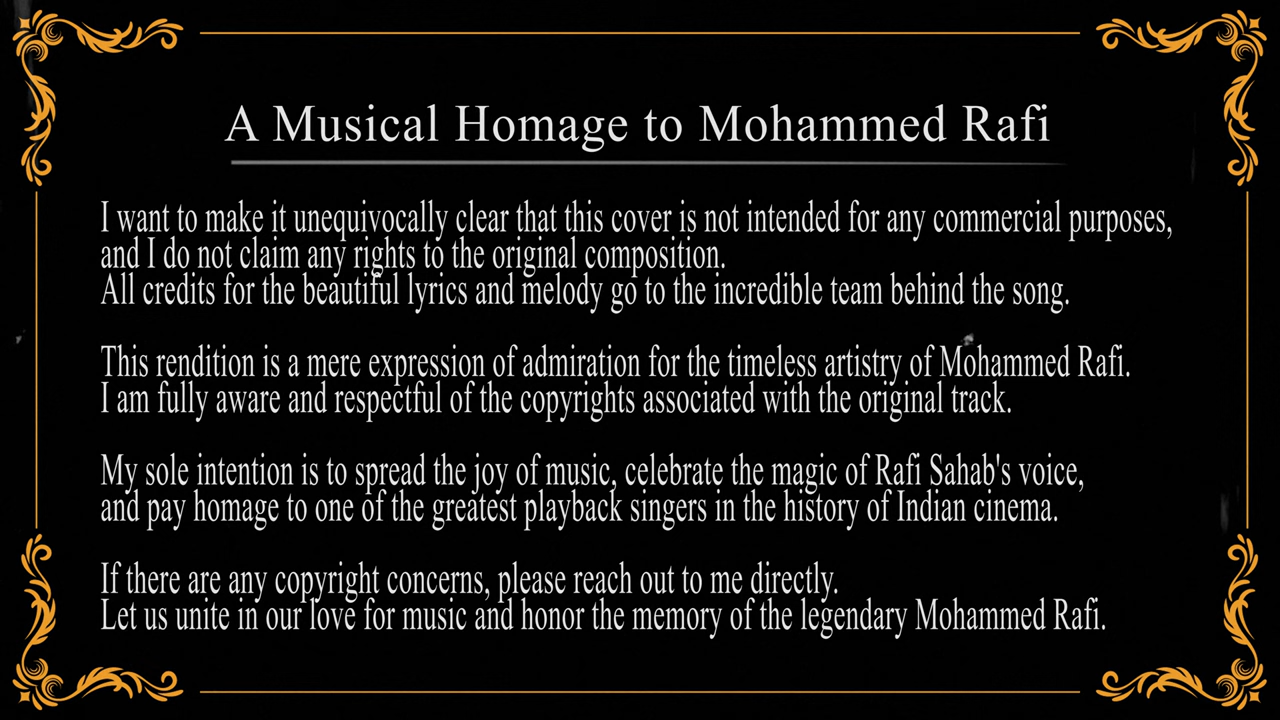 A Musical Homage to Mohammed Rafi
I want to make it unequivocally clear that this cover is not intended for any commercial purposes,
and I do not claim any rights to the original composition.
All credits for the beautiful lyrics and melody go to the incredible team behind the song.
This rendition is a mere expression of admiration for the timeless artistry of Mohammed Rafi.
I am fully aware and respectful of the copyrights associated with the original track.
My sole intention is to spread the joy of music, celebrate the magic of Rafi Sahab's voice,
and pay homage to one of the greatest playback singers in the history of Indian cinema.
If there are any copyright concerns, please reach out to me directly.
Let us unite in our love for music and honor the memory of the legendary Mohammed Rafi.